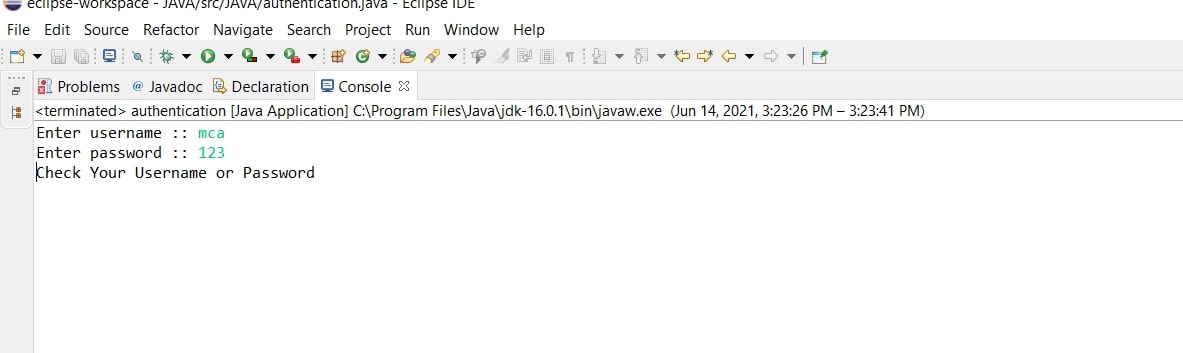 eclipse-workspace - JAVA/src/JAVA/authentication.java - Eclipse IDE
File Edit Source Refactor Navigate Search Project Run Window Help
Problems @ Javadoc Declaration Console
<terminated> authentication [Java Application] C:\Program Files\Java\jdk-16.0.1\bin\javaw.exe (Jun 14, 2021, 3:23:26 PM – 3:23:41 PM)
Enter username :: mca
Enter password :: 123
Check Your Username or Password